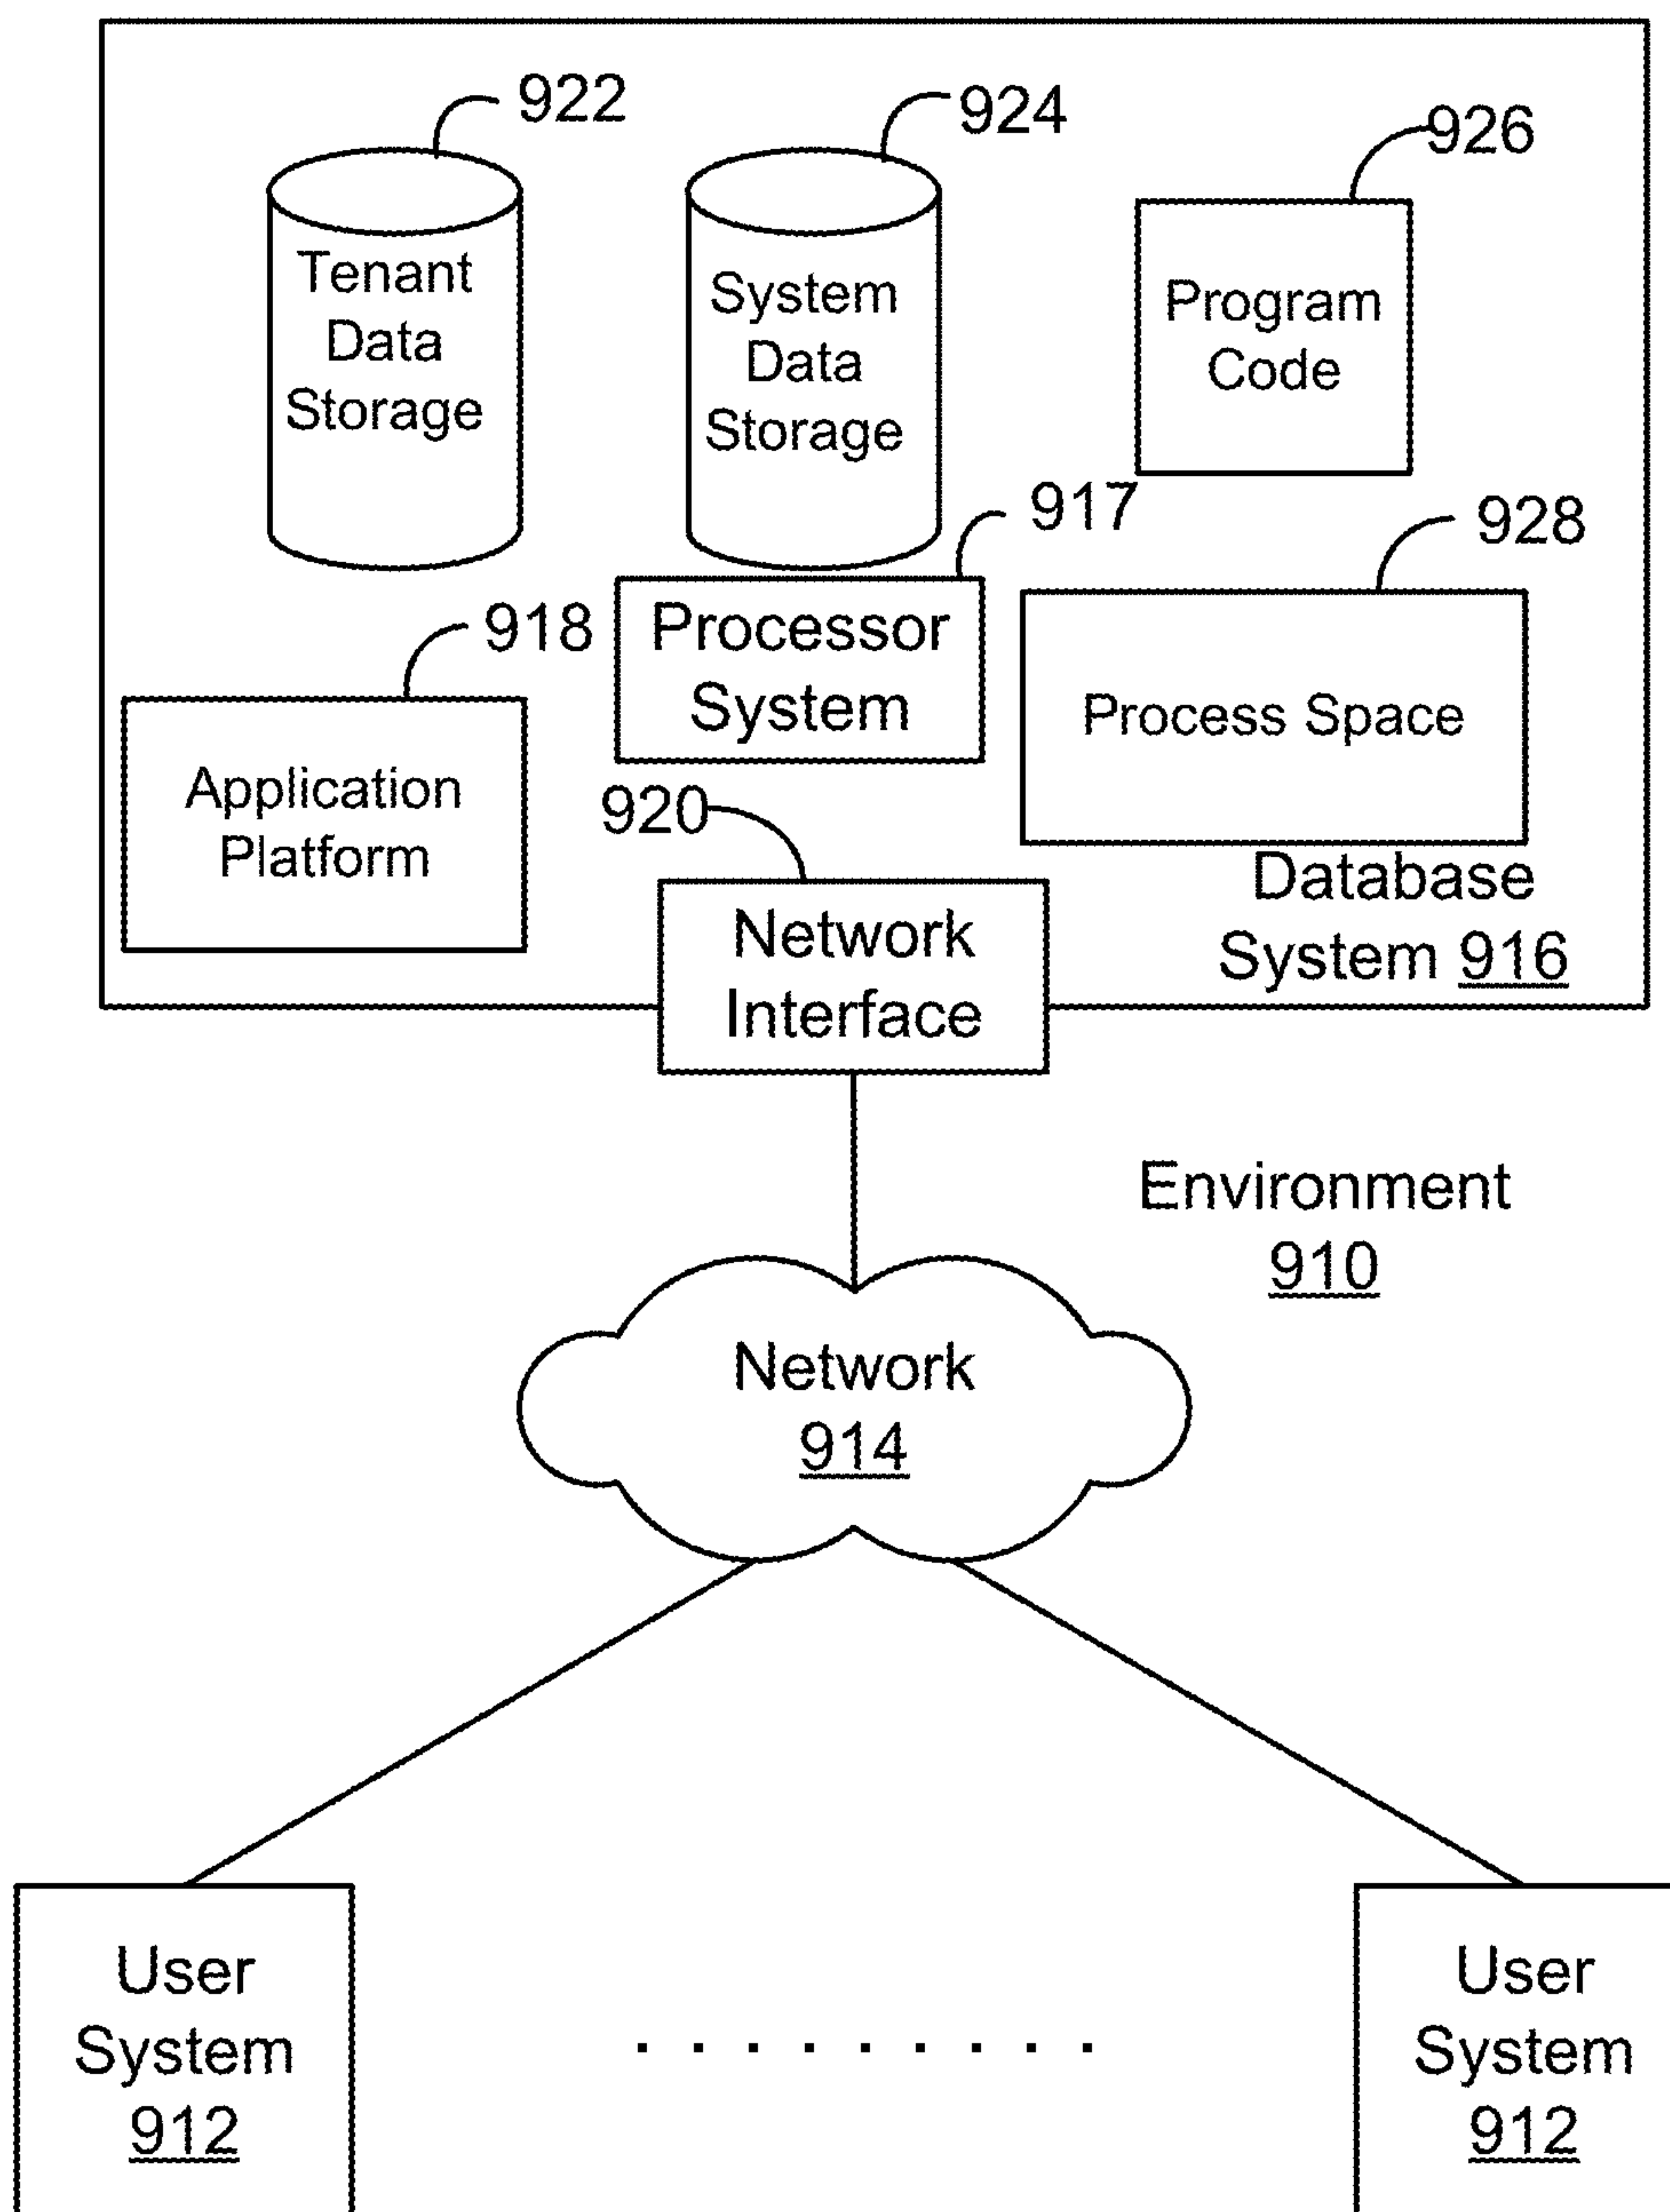 922
924
926
Tenant
Data
Storage
System
Data
Storage
Program
Code
917
928
918
Processor
System
Process Space
Application
Platform
920
Network
Interface
Database
System 916
Environment
910
Network
914
User
System
912
. . . . . . . . .
User
System
912